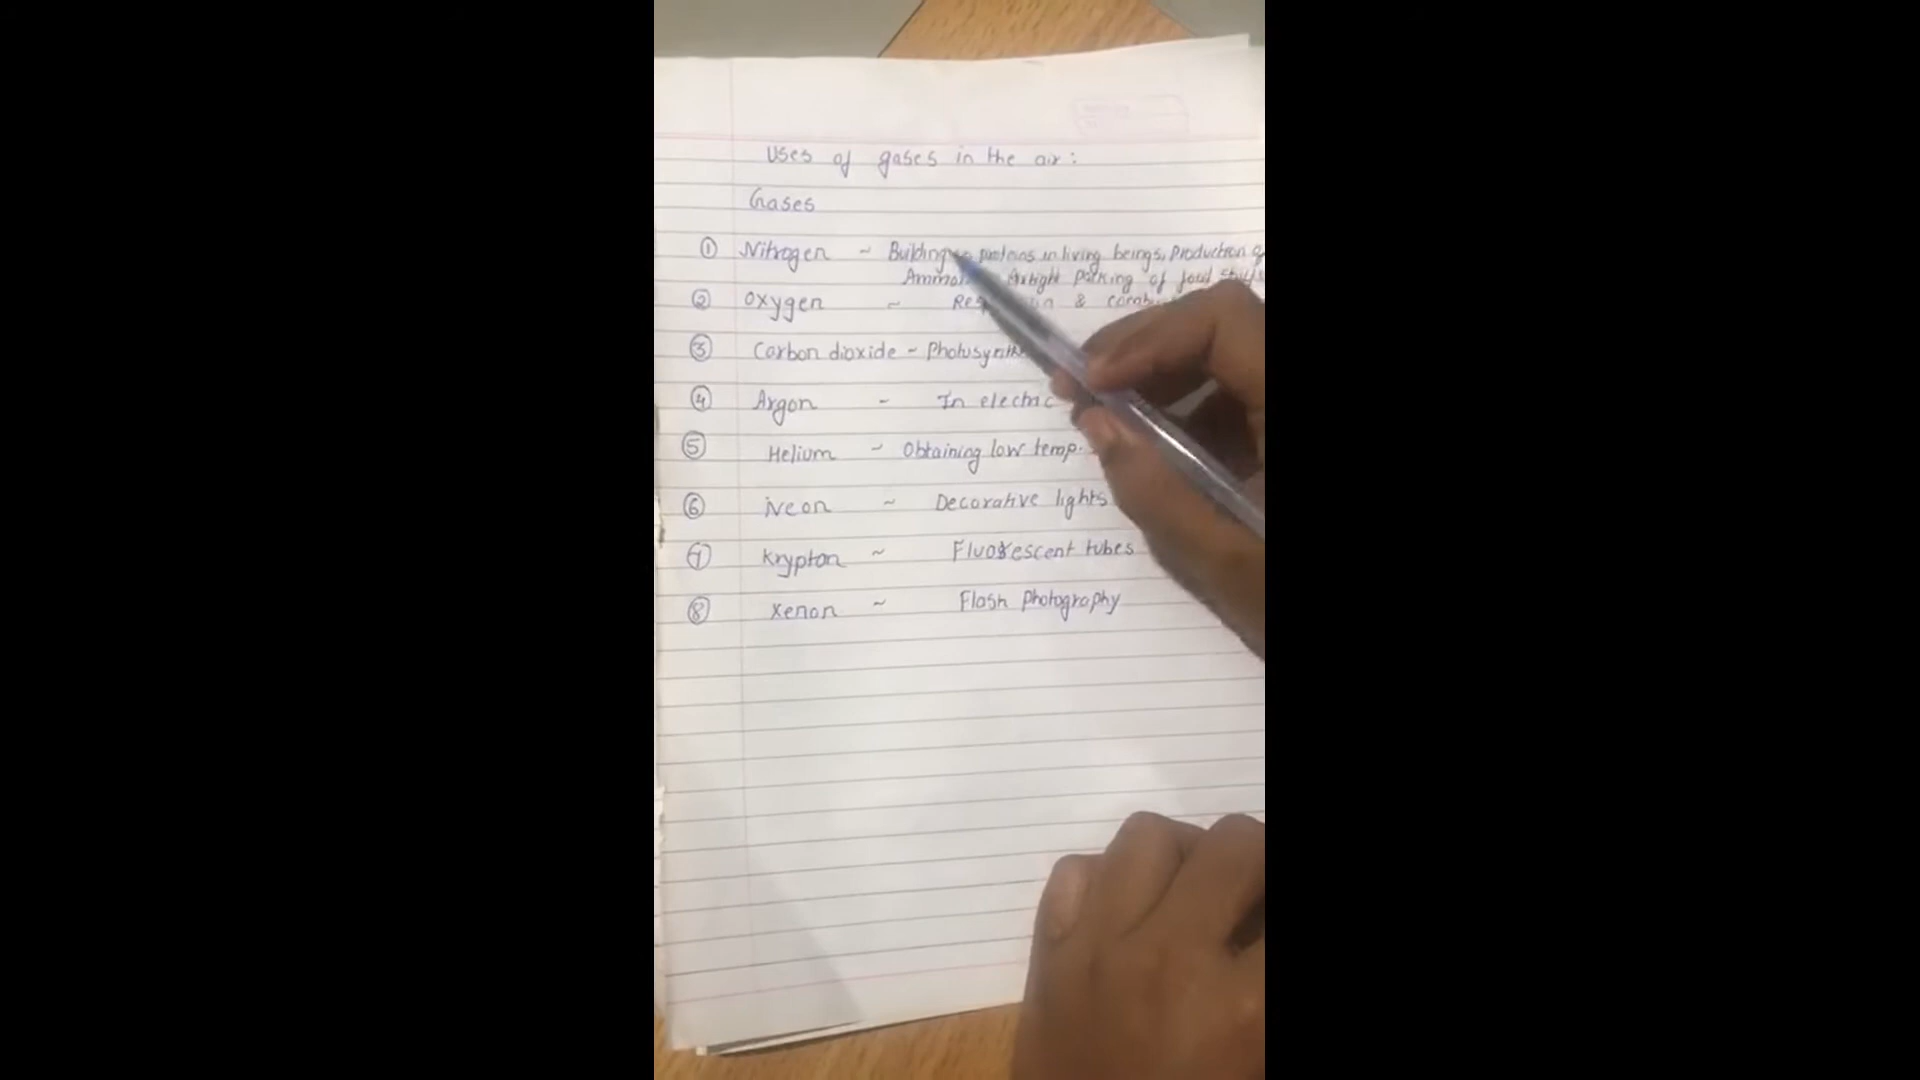 Uses of gases in the air:
Gases
① Nitrogen ~ Building proteins in living beings, Production of
Airtight packing of food stuffs
② Oxygen ~ &
③ Carbon dioxide ~
④ Argon ~ In electric
⑤ Helium ~ Obtaining low temp.
⑥ Neon ~ Decorative lights
⑦ Krypton ~ Fluorescent tubes
⑧ Xenon ~ Flash photography